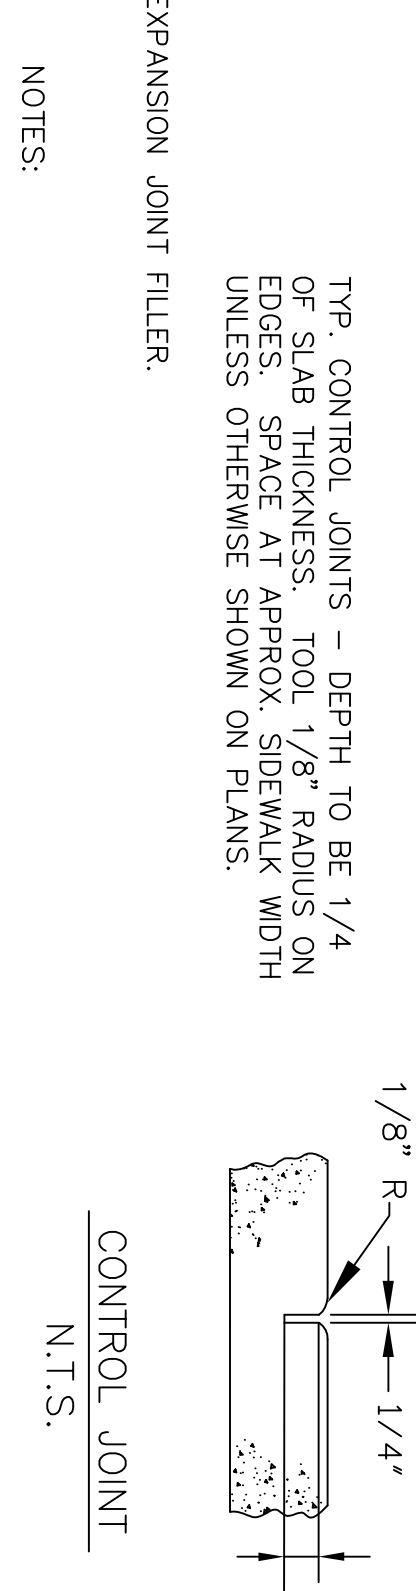 1/8" R
1/4"
TYP. CONTROL JOINTS – DEPTH TO BE 1/4
OF SLAB THICKNESS. TOOL 1/8" RADIUS ON
EDGES. SPACE AT APPROX. SIDEWALK WIDTH
UNLESS OTHERWISE SHOWN ON PLANS.
EXPANSION JOINT FILLER.
CONTROL JOINT
N.T.S.
NOTES: